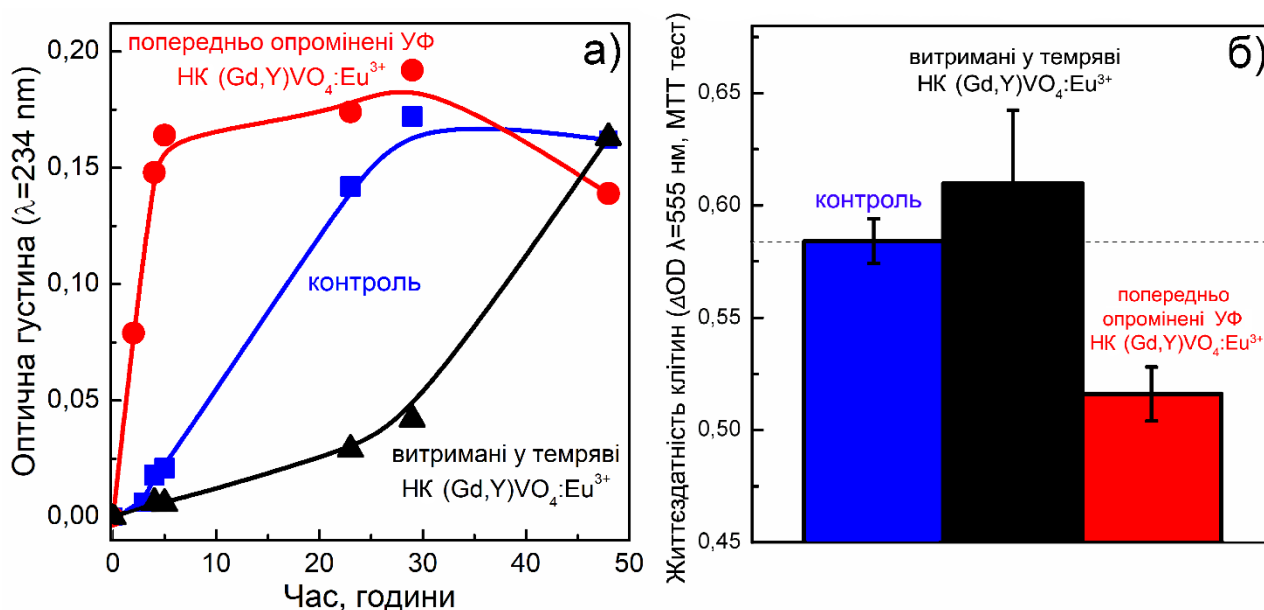 а)
Оптична густина (λ=234 nm)
0,20
0,15
0,10
0,05
0,00
попередньо опромінені УФ
НК (Gd,Y)VO₄:Eu³⁺
контроль
витримані у темряві
НК (Gd,Y)VO₄:Eu³⁺
0 10 20 30 40 50
Час, години
б)
Життєздатність клітин (ΔOD λ=555 нм, МТТ тест)
0,65
0,60
0,55
0,50
0,45
витримані у темряві
НК (Gd,Y)VO₄:Eu³⁺
контроль
попередньо
опромінені УФ
НК (Gd,Y)VO₄:Eu³⁺